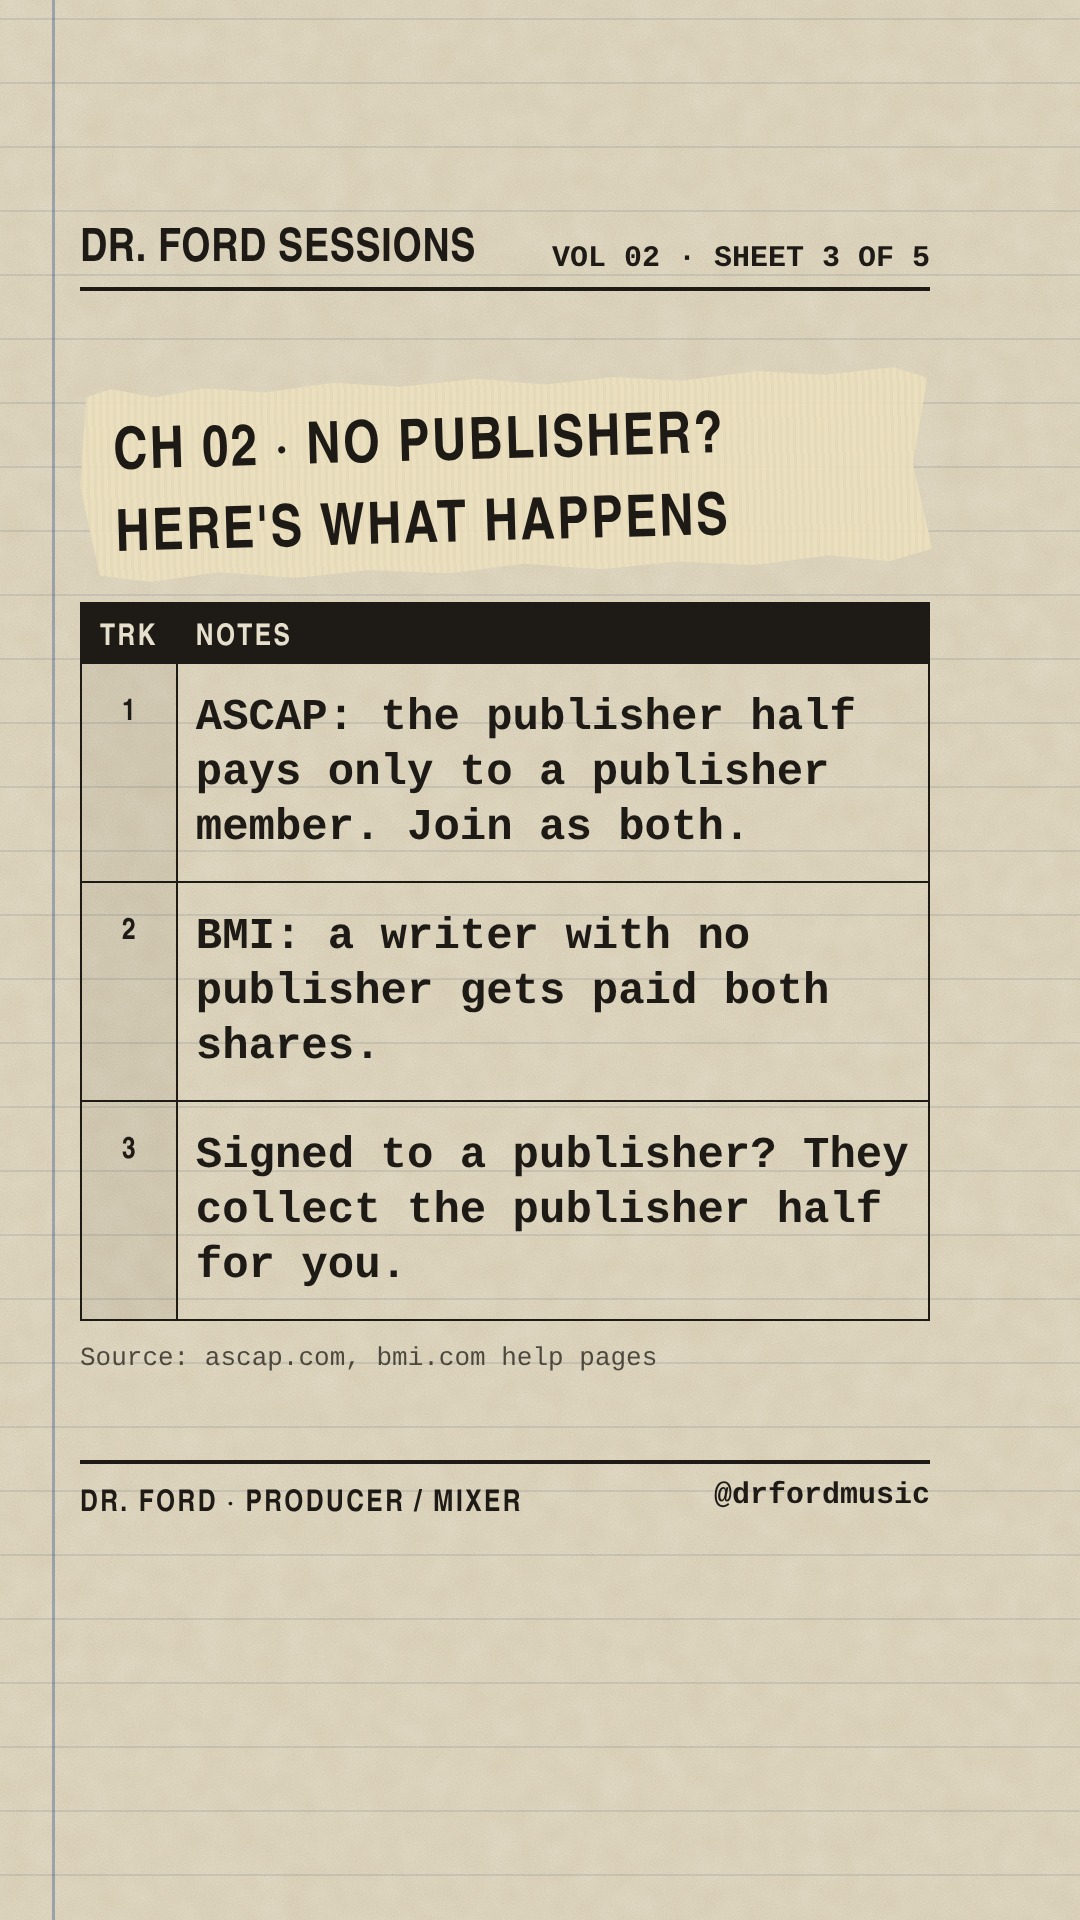 DR. FORD SESSIONS
VOL 02 · SHEET 3 OF 5
CH 02 · NO PUBLISHER?
HERE'S WHAT HAPPENS
TRK NOTES
1
ASCAP: the publisher half
pays only to a publisher
member. Join as both.
2
BMI: a writer with no
publisher gets paid both
shares.
3
Signed to a publisher? They
collect the publisher half
for you.
Source: ascap.com, bmi.com help pages
DR. FORD · PRODUCER / MIXER
@drfordmusic